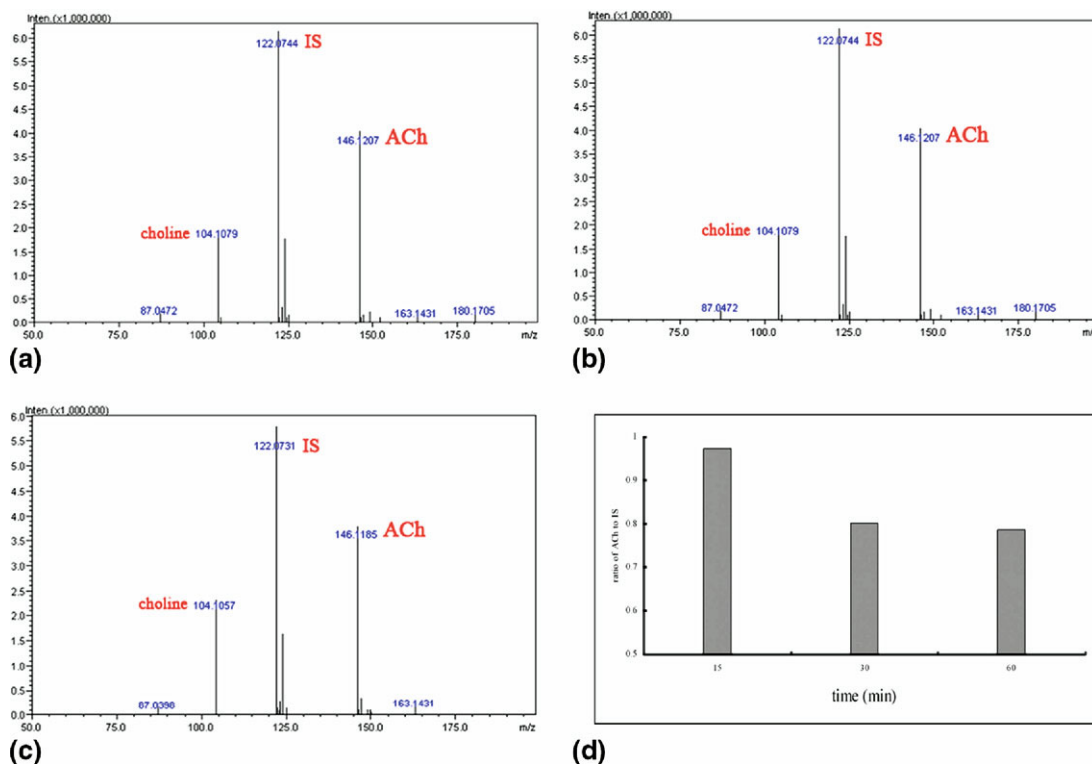 Inten.(x1,000,000)
6.0
5.5
5.0
4.5
4.0
3.5
3.0
2.5
2.0
1.5
1.0
0.5
0.0
122.0744 IS
146.1207 ACh
choline 104.1079
87.0472
163.1431
180.1705
50.0 75.0 100.0 125.0 150.0 175.0 m/z
(a)
Inten.(x1,000,000)
6.0
5.5
5.0
4.5
4.0
3.5
3.0
2.5
2.0
1.5
1.0
0.5
0.0
122.0744 IS
146.1207 ACh
choline 104.1079
87.0472
163.1431
180.1705
50.0 75.0 100.0 125.0 150.0 175.0 m/z
(b)
Inten.(x1,000,000)
6.0
5.5
5.0
4.5
4.0
3.5
3.0
2.5
2.0
1.5
1.0
0.5
0.0
122.0731 IS
146.1185 ACh
choline 104.1057
87.0398
163.1431
50.0 75.0 100.0 125.0 150.0 175.0 m/z
(c)
ratio of ACh to IS
1
0.9
0.8
0.7
0.6
0.5
15 30 60
time (min)
(d)